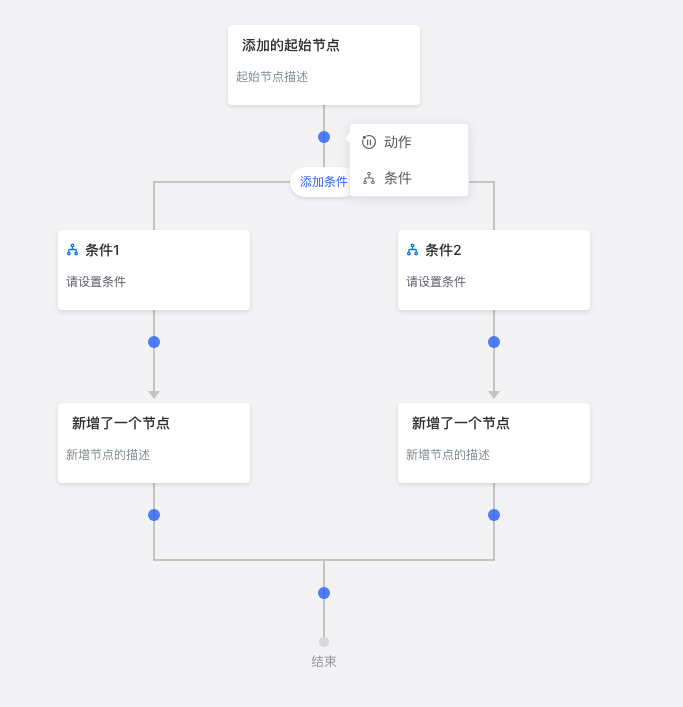 添加的起始节点
起始节点描述
动作
条件
添加条件
条件1
请设置条件
条件2
请设置条件
新增了一个节点
新增节点的描述
新增了一个节点
新增节点的描述
结束